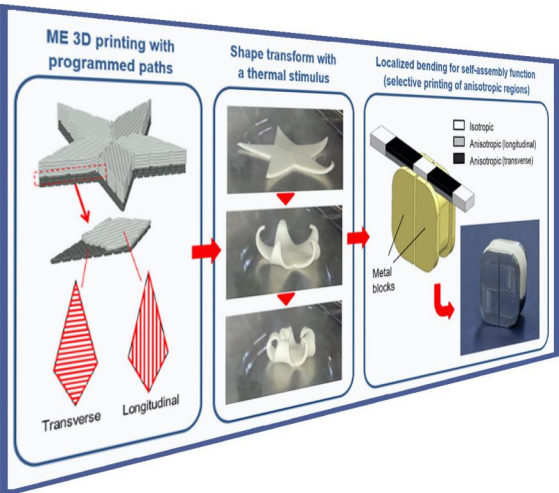 ME 3D printing with
programmed paths
Transverse
Longitudinal
Shape transform with
a thermal stimulus
Localized bending for self-assembly function
(selective printing of anisotropic regions)
Isotropic
Anisotropic (longitudinal)
Anisotropic (transverse)
Metal
blocks